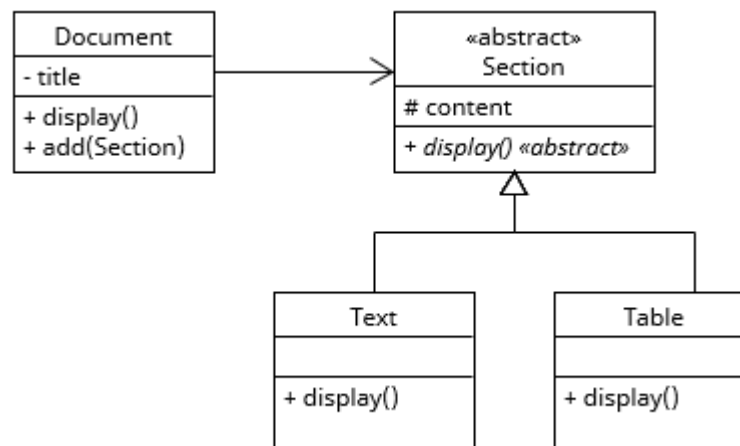 Document
- title
+ display()
+ add(Section)
«abstract»
Section
# content
+ display() «abstract»
Text
+ display()
Table
+ display()